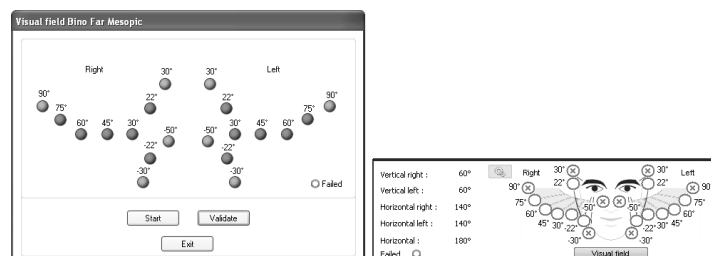 Visual field Bino Far Mesopic
Right Left
30° 30°
90° 90°
75° 22° 22° 75°
60° 45° 30° -50° -50° 30° 45° 60°
-22° -22°
-30° -30°
Failed
Start Validate
Exit
Vertical right : 60°
Vertical left : 60°
Horizontal right : 140°
Horizontal left : 140°
Horizontal : 180°
Failed
Right 30° 30° Left
22° 22°
90° 90
75° 50° 50° 75°
60° 60°
45° 30° -22° -22° 30° 45°
-30° -30°
Visual field